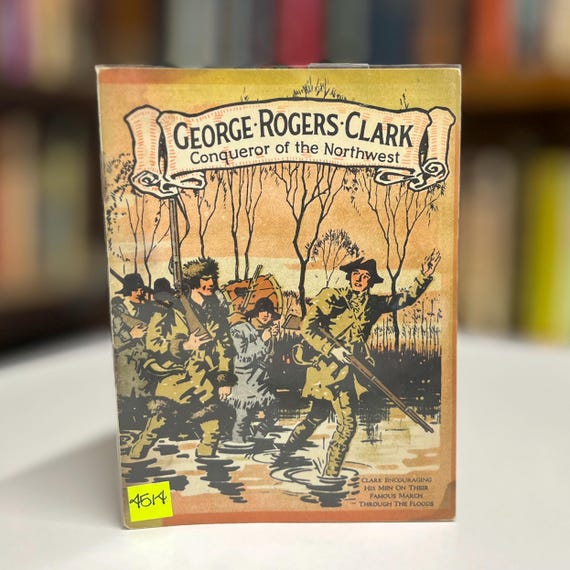 GEORGE·ROGERS·CLARK
Conqueror of the Northwest
CLARK ENCOURAGING
HIS MEN ON THEIR
FAMOUS MARCH
THROUGH THE FLOODS
4514